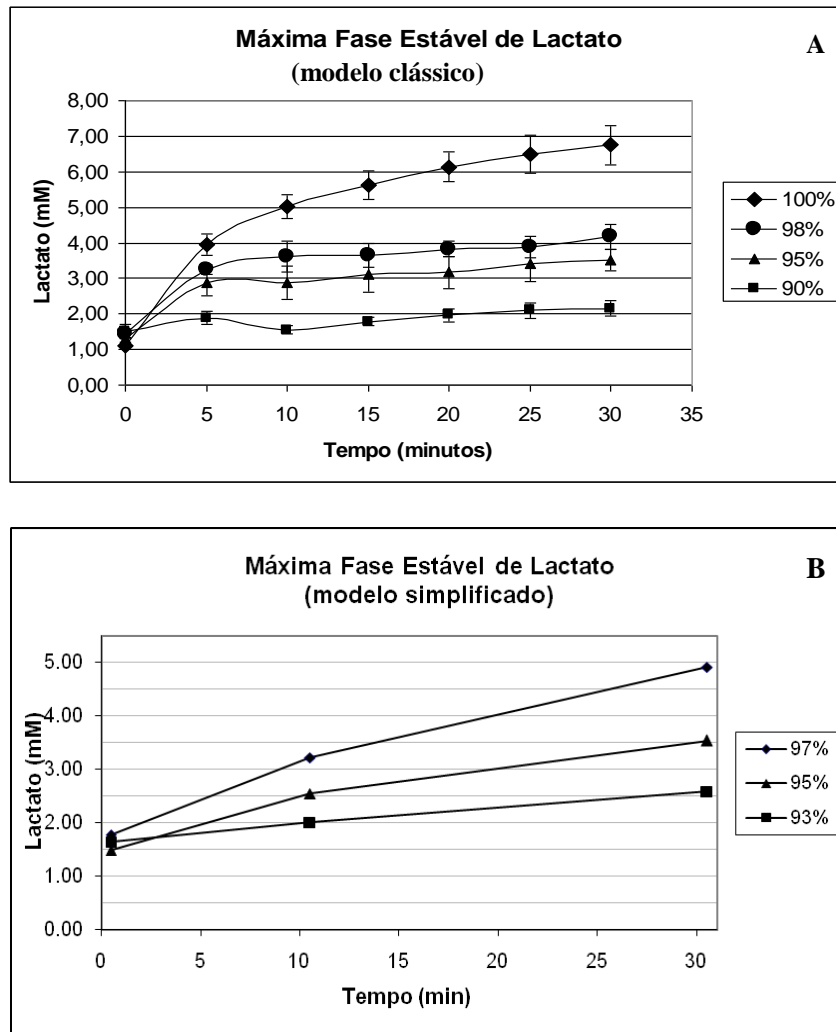 Máxima Fase Estável de Lactato
A
(modelo clássico)
8,00
7,00
6,00
5,00
4,00
3,00
2,00
1,00
0,00
Lactato (mM)
0 5 10 15 20 25 30 35
Tempo (minutos)
100%
98%
95%
90%
Máxima Fase Estável de Lactato
B
(modelo simplificado)
5.00
4.00
3.00
2.00
1.00
0.00
Lactato (mM)
0 5 10 15 20 25 30
Tempo (min)
97%
95%
93%